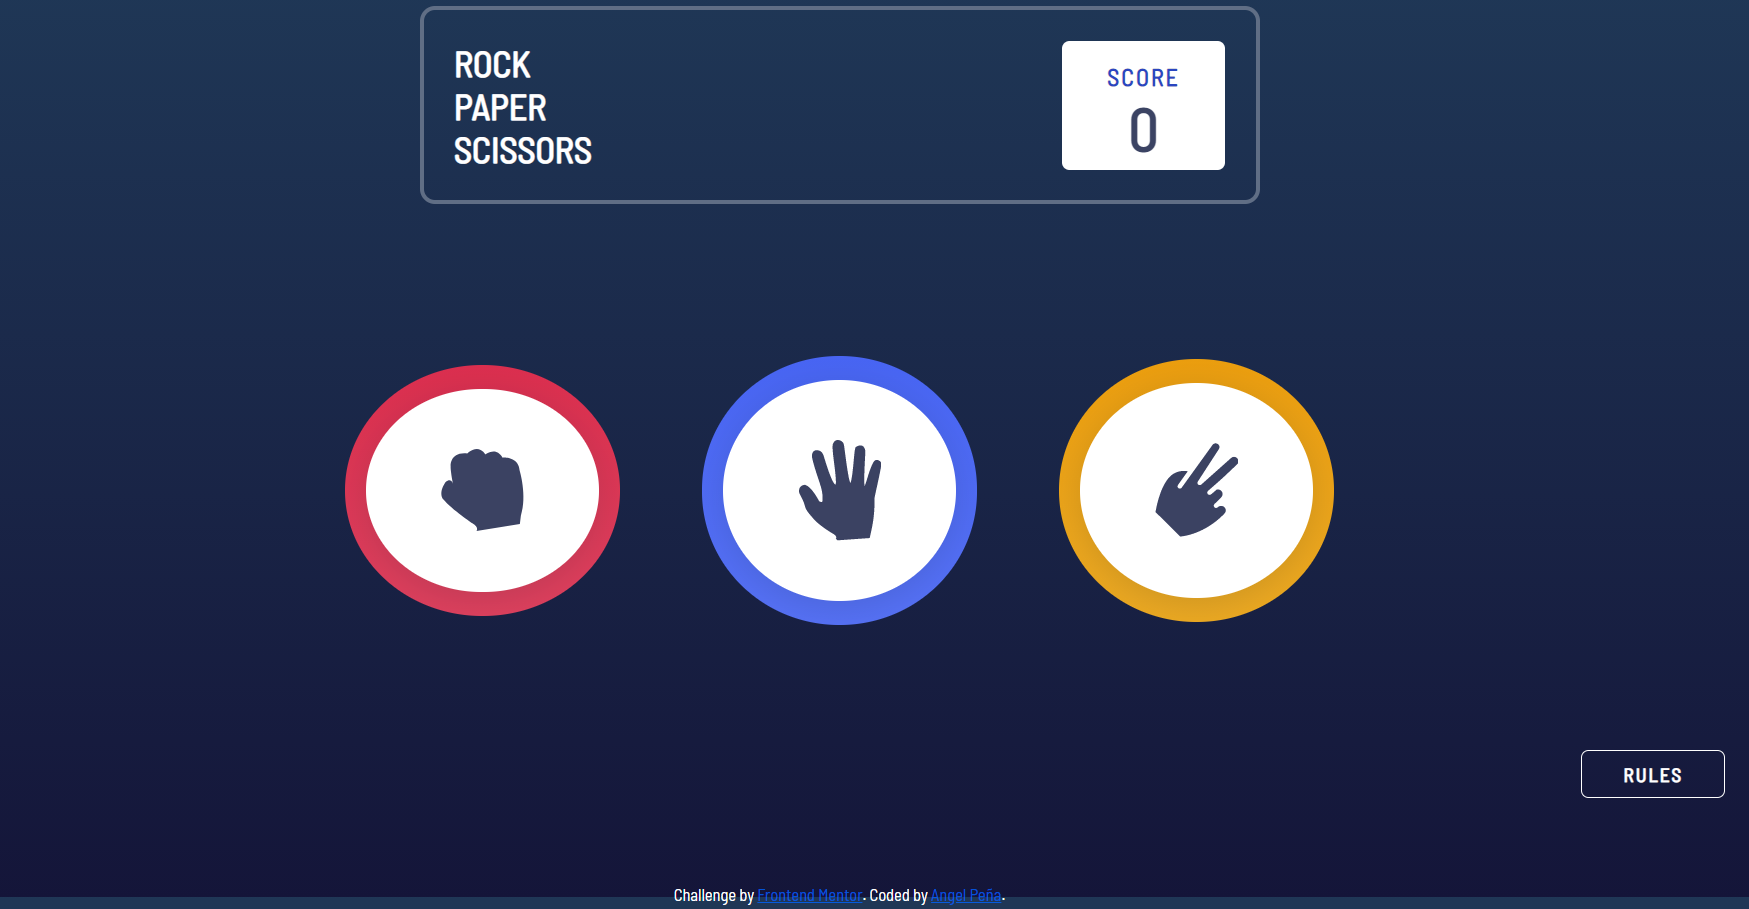 ROCK
PAPER
SCISSORS
SCORE
0
RULES
Challenge by Frontend Mentor. Coded by Angel Peña.